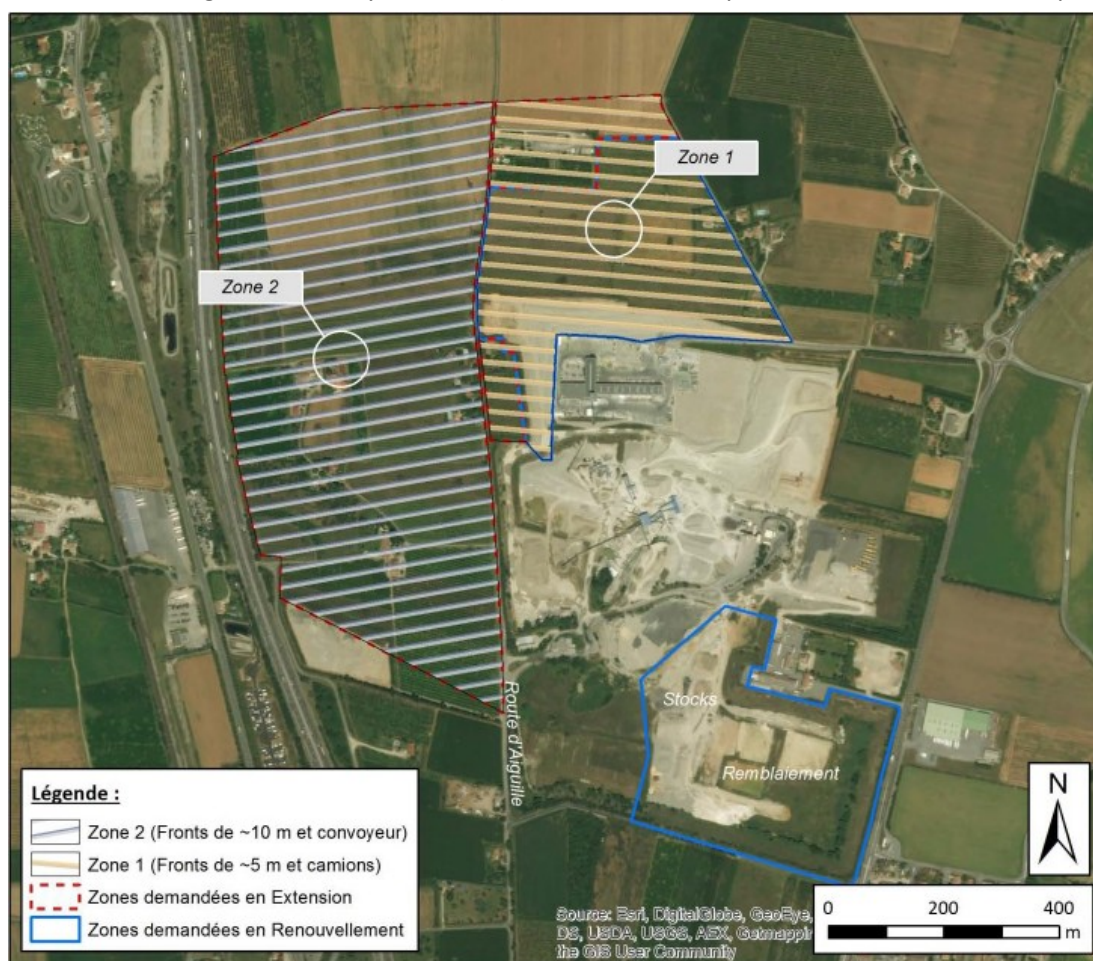 Zone 1
Zone 2
Route d'Aiguille
Stocks
Remblaiement
Légende :
Zone 2 (Fronts de ~10 m et convoyeur)
Zone 1 (Fronts de ~5 m et camions)
Zones demandées en Extension
Zones demandées en Renouvellement
N
0 200 400
m
Source: Esri, DigitalGlobe, GeoEye,
DS, USDA, USGS, AEX, Getmappin
the GIS User Community